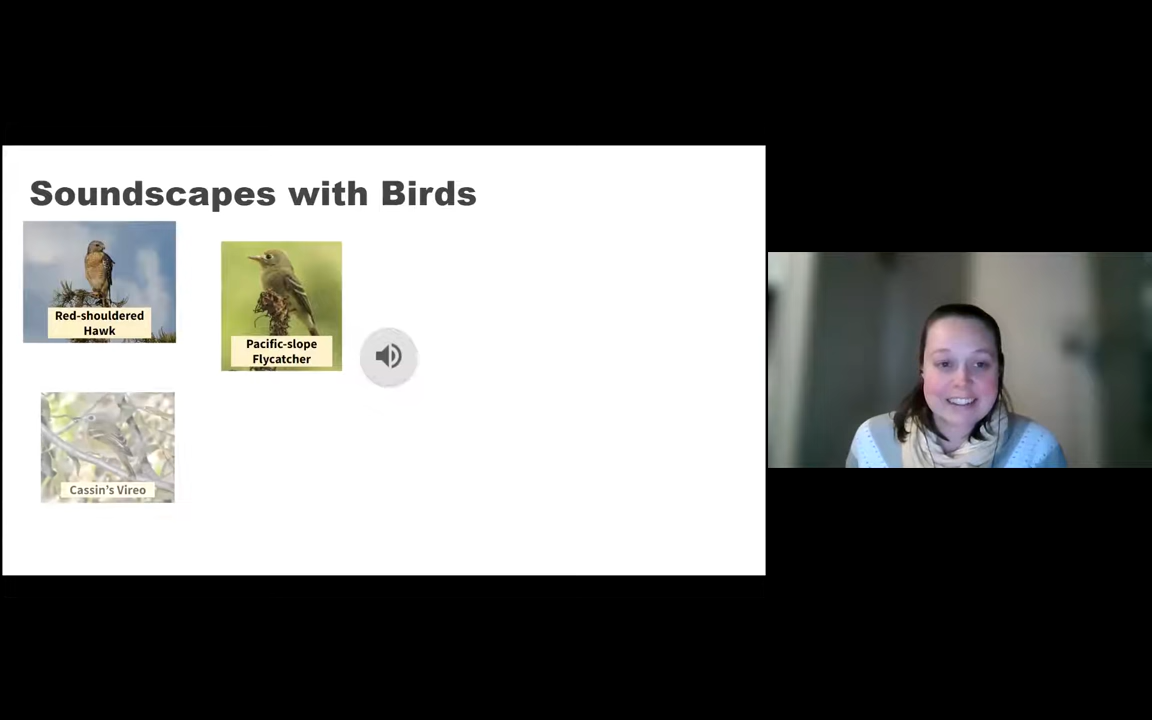 Soundscapes with Birds
Red-shouldered
Hawk
Pacific-slope
Flycatcher
Cassin's Vireo